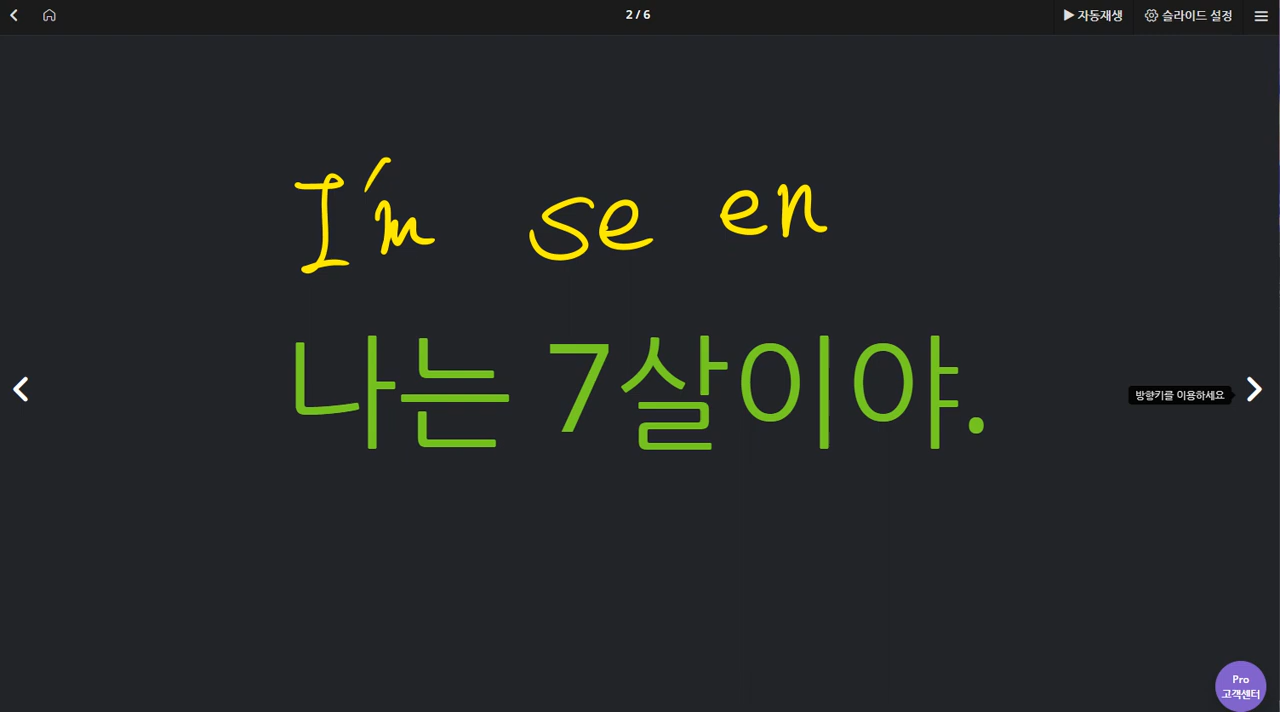 2 / 6
자동재생
슬라이드 설정
I'm se en
나는 7살이야.
방향키를 이용하세요
Pro
고객센터